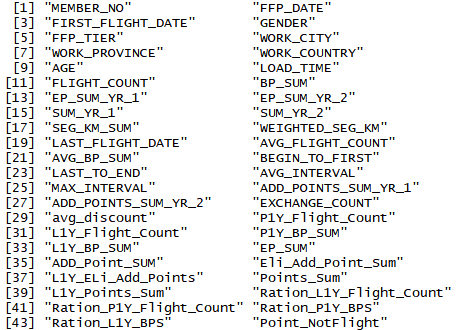 [1] "MEMBER_NO" "FFP_DATE"
[3] "FIRST_FLIGHT_DATE" "GENDER"
[5] "FFP_TIER" "WORK_CITY"
[7] "WORK_PROVINCE" "WORK_COUNTRY"
[9] "AGE" "LOAD_TIME"
[11] "FLIGHT_COUNT" "BP_SUM"
[13] "EP_SUM_YR_1" "EP_SUM_YR_2"
[15] "SUM_YR_1" "SUM_YR_2"
[17] "SEG_KM_SUM" "WEIGHTED_SEG_KM"
[19] "LAST_FLIGHT_DATE" "AVG_FLIGHT_COUNT"
[21] "AVG_BP_SUM" "BEGIN_TO_FIRST"
[23] "LAST_TO_END" "AVG_INTERVAL"
[25] "MAX_INTERVAL" "ADD_POINTS_SUM_YR_1"
[27] "ADD_POINTS_SUM_YR_2" "EXCHANGE_COUNT"
[29] "avg_discount" "P1Y_Flight_Count"
[31] "L1Y_Flight_Count" "P1Y_BP_SUM"
[33] "L1Y_BP_SUM" "EP_SUM"
[35] "ADD_Point_SUM" "Eli_Add_Point_Sum"
[37] "L1Y_ELi_Add_Points" "Points_Sum"
[39] "L1Y_Points_Sum" "Ration_L1Y_Flight_Count"
[41] "Ration_P1Y_Flight_Count" "Ration_P1Y_BPS"
[43] "Ration_L1Y_BPS" "Point_NotFlight"